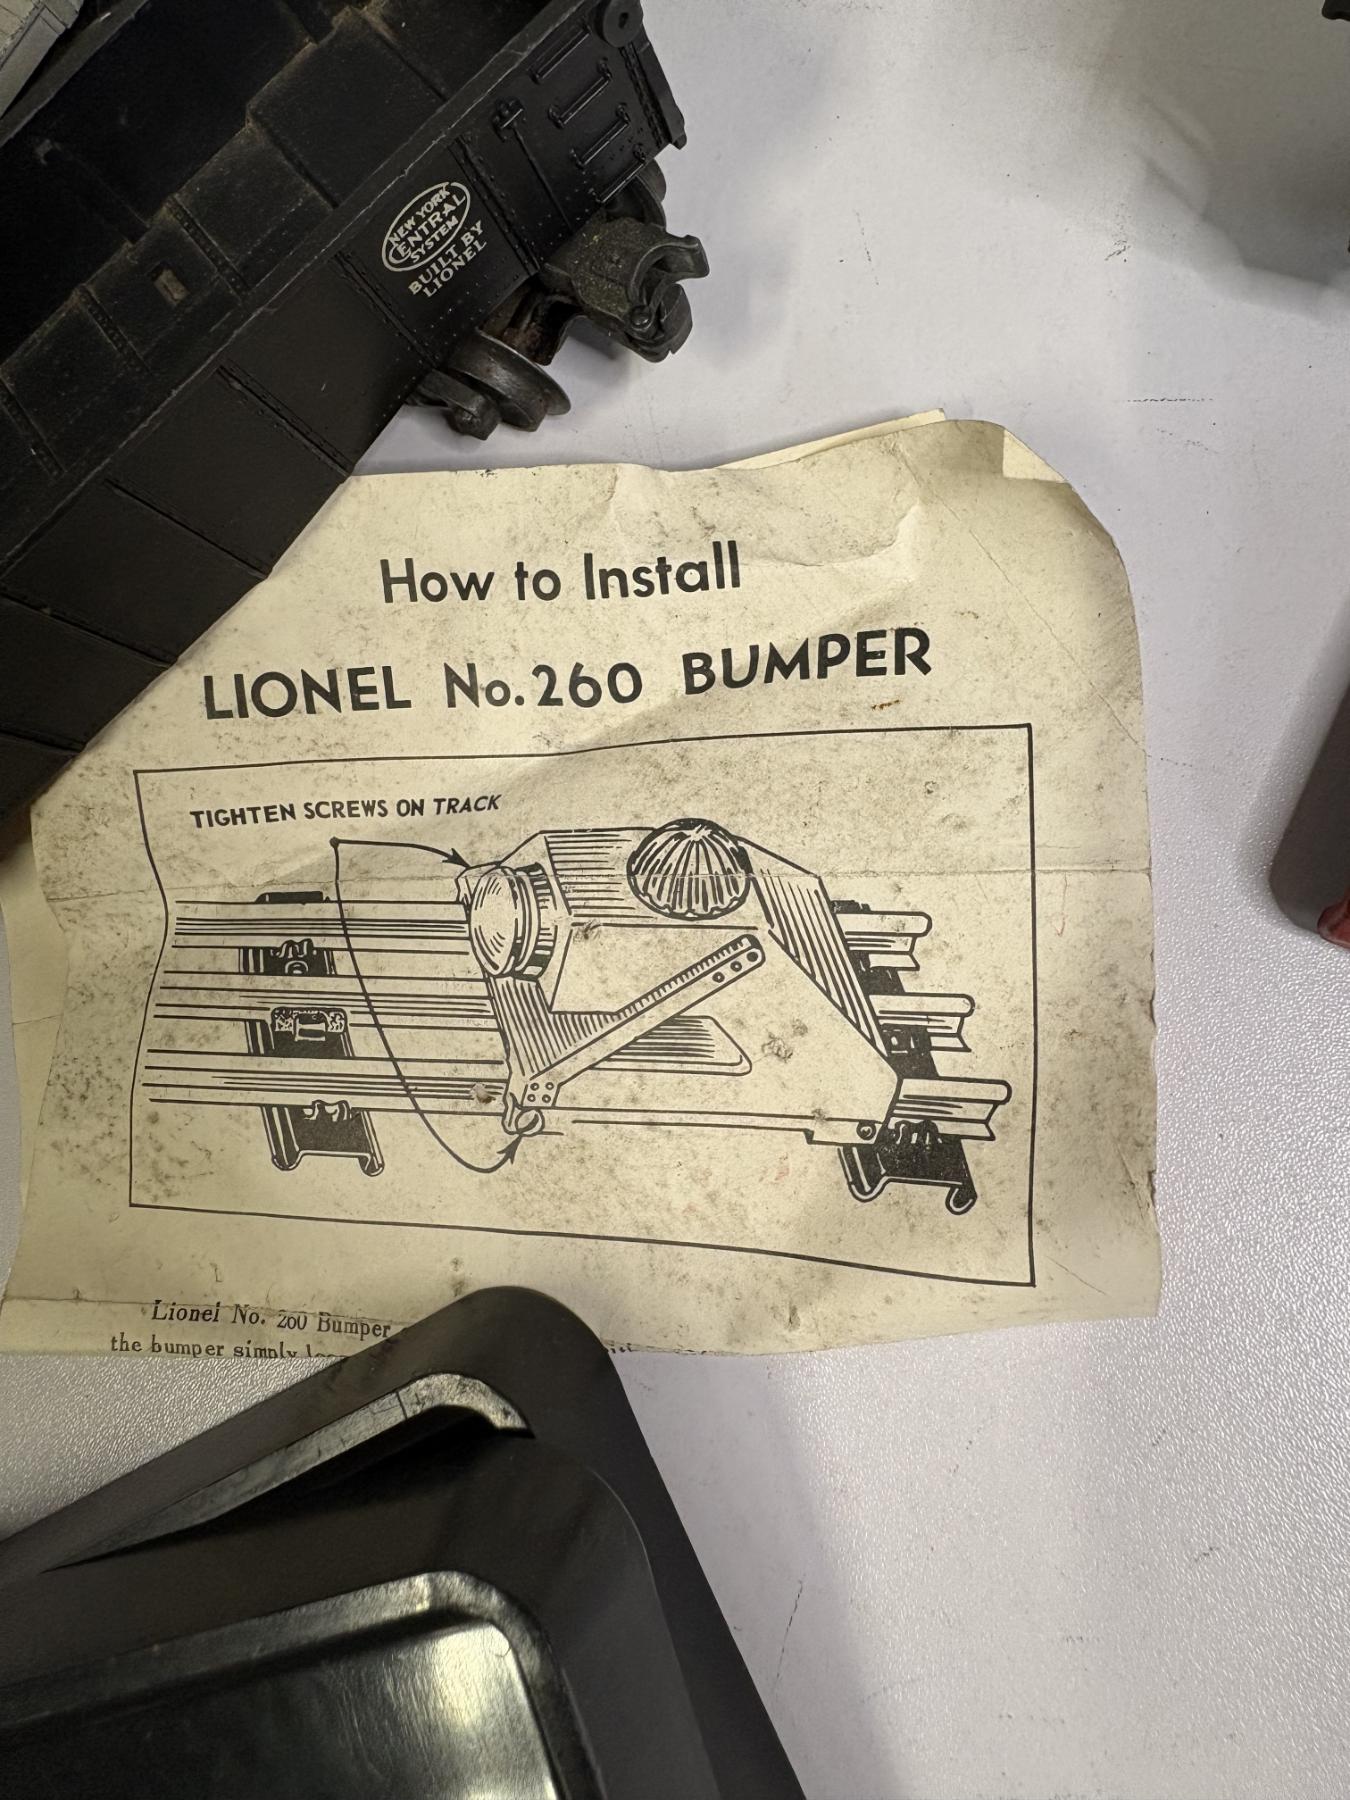 NEW YORK
CENTRAL
SYSTEM
BUILT BY
LIONEL
How to Install
LIONEL No. 260 BUMPER
TIGHTEN SCREWS ON TRACK
Lionel No. 260 Bumper
the bumper simply